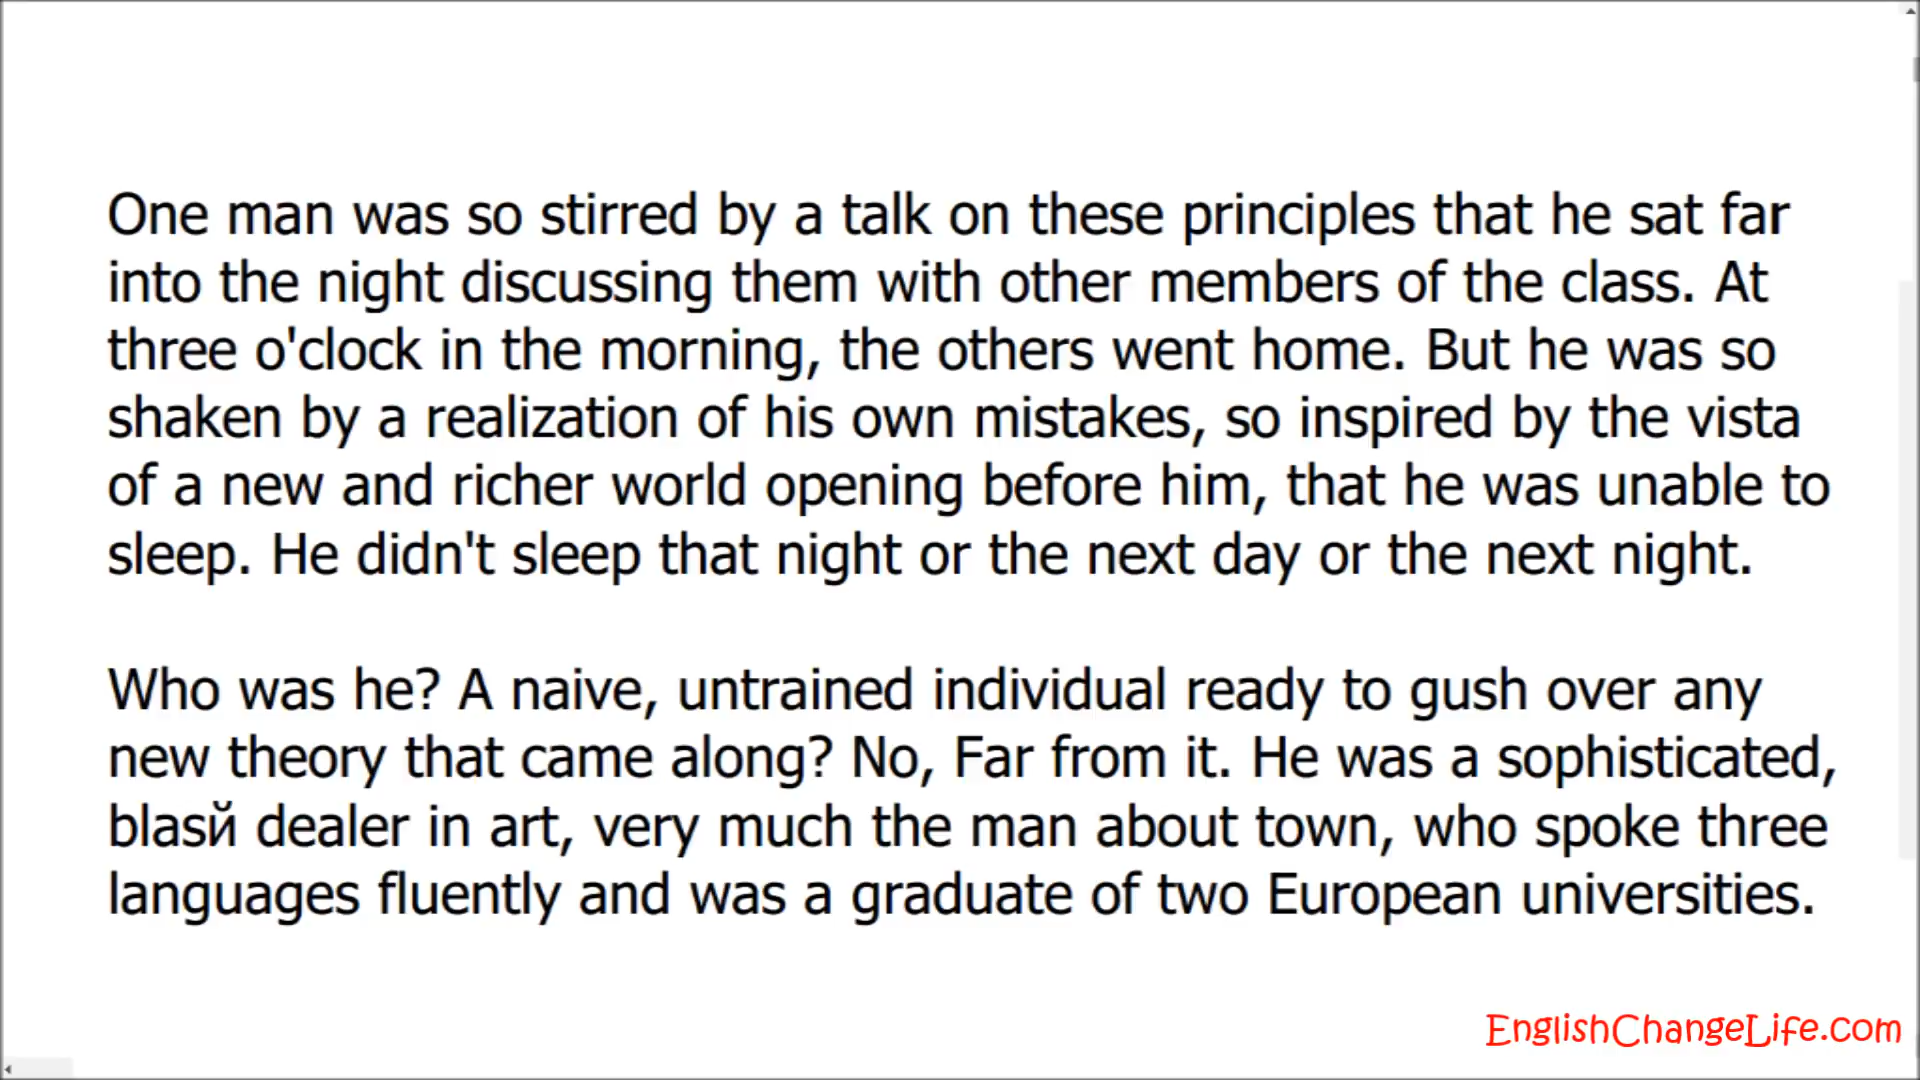 One man was so stirred by a talk on these principles that he sat far
into the night discussing them with other members of the class. At
three o'clock in the morning, the others went home. But he was so
shaken by a realization of his own mistakes, so inspired by the vista
of a new and richer world opening before him, that he was unable to
sleep. He didn't sleep that night or the next day or the next night.
Who was he? A naive, untrained individual ready to gush over any
new theory that came along? No, Far from it. He was a sophisticated,
blasй dealer in art, very much the man about town, who spoke three
languages fluently and was a graduate of two European universities.
EnglishChangeLife.com